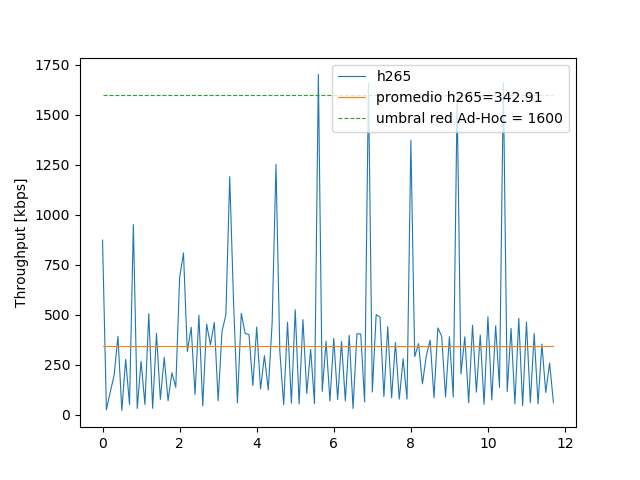 h265
promedio h265=342.91
umbral red Ad-Hoc = 1600
Throughput [kbps]
1750
1500
1250
1000
750
500
250
0
0 2 4 6 8 10 12